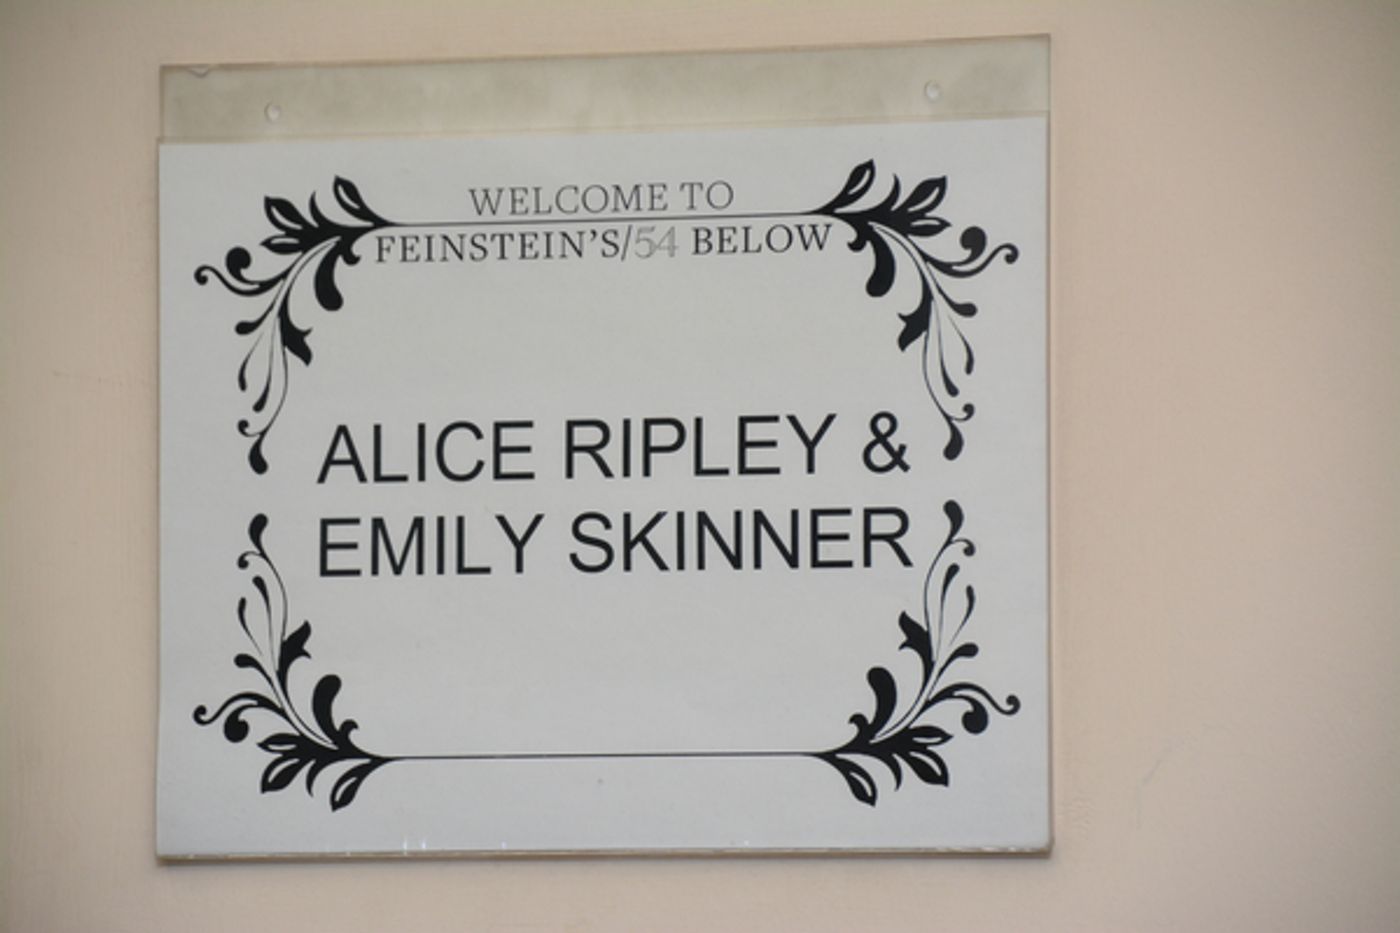 WELCOME TO
FEINSTEIN'S/54 BELOW
ALICE RIPLEY &
EMILY SKINNER